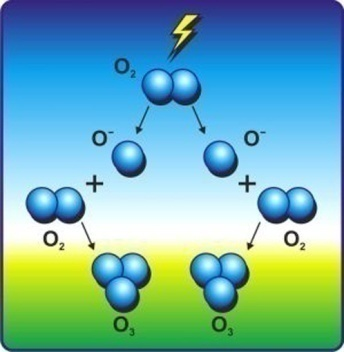 O₂
O⁻ O⁻
+ +
O₂ O₂
O₃ O₃